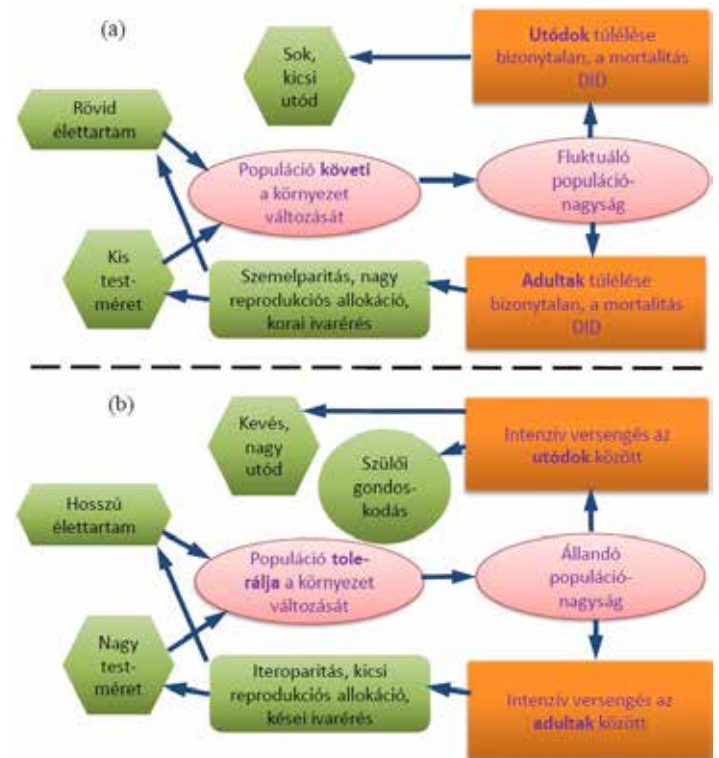 (a)
Sok,
kicsi
utód
Utódok túlélése
bizonytalan, a mortalitás
DID
Rövid
élettartam
Populáció követi
a környezet
változását
Fluktuáló
populáció-
nagyság
Kis
test-
méret
Szemelparitás, nagy
reprodukciós allokáció,
korai ivarérés
Adultak túlélése
bizonytalan, a mortalitás
DID
(b)
Kevés,
nagy
utód
Szülői
gondos-
kodás
Intenzív versengés az
utódok között
Hosszú
élettartam
Populáció tole-
rálja a környezet
változását
Állandó
populáció-
nagyság
Nagy
test-
méret
Iteroparitás, kicsi
reprodukciós allokáció,
kései ivarérés
Intenzív versengés az
adultak között